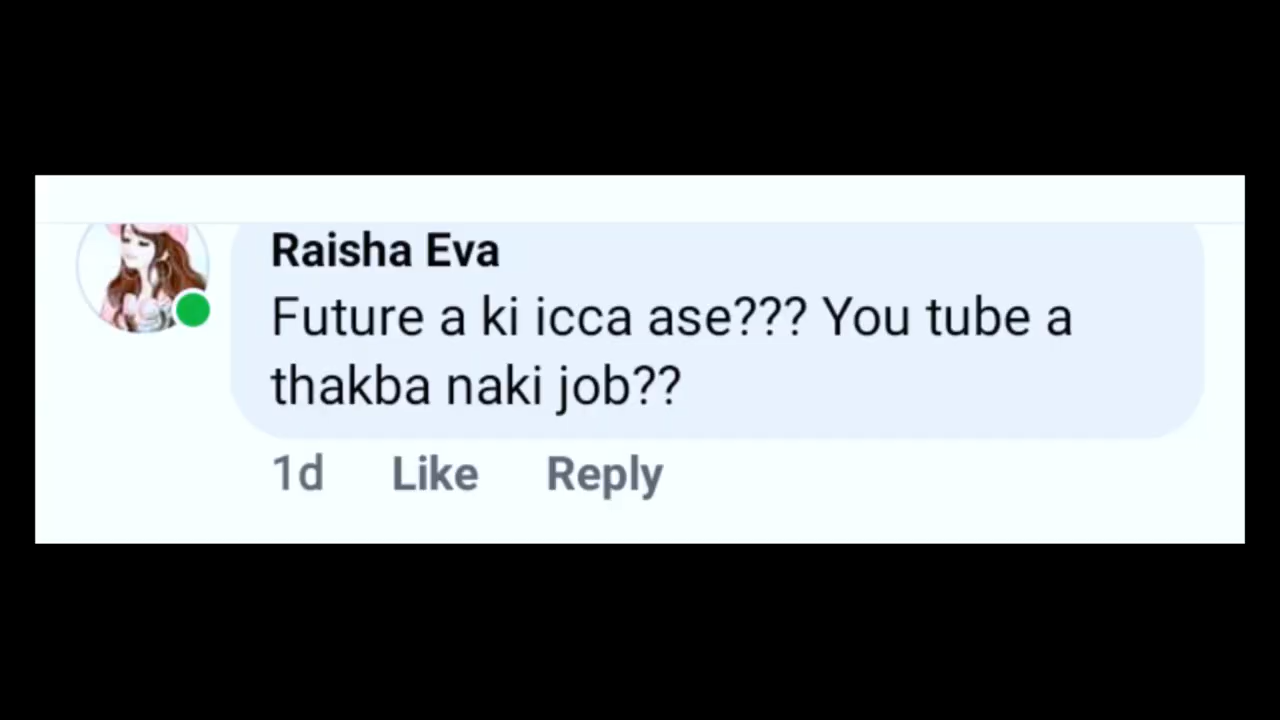 Raisha Eva
Future a ki icca ase??? You tube a
thakba naki job??
1d Like Reply